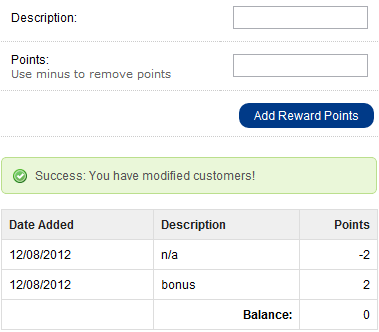 Description:
Points:
Use minus to remove points
Add Reward Points
Success: You have modified customers!
Date Added Description Points
12/08/2012 n/a -2
12/08/2012 bonus 2
Balance: 0